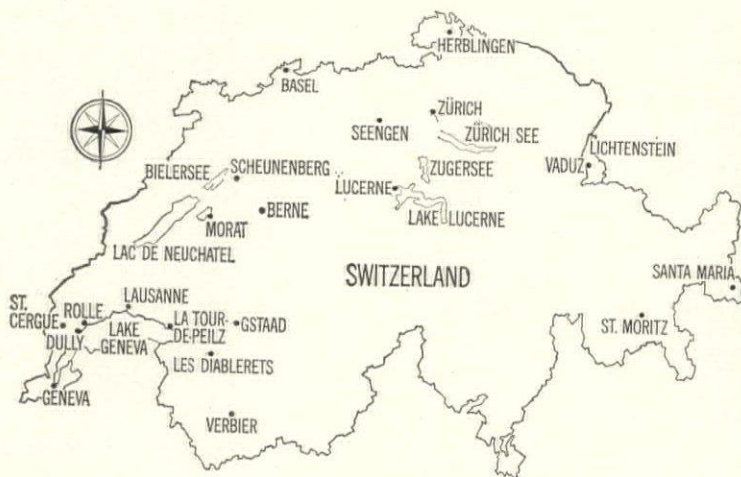 HERBLINGEN
BASEL
ZÜRICH
SEENGEN
ZÜRICH SEE
LICHTENSTEIN
VADUZ
ZUGERSEE
BIELERSEE
SCHEUNENBERG
LUCERNE
BERNE
LAKE LUCERNE
MORAT
LAC DE NEUCHATEL
SWITZERLAND
SANTA MARIA
LAUSANNE
ST.
CERGUE
ROLLE
LA TOUR-
DE-PEILZ
GSTAAD
ST. MORITZ
DULLY
LAKE
GENEVA
LES DIABLERETS
GENEVA
VERBIER